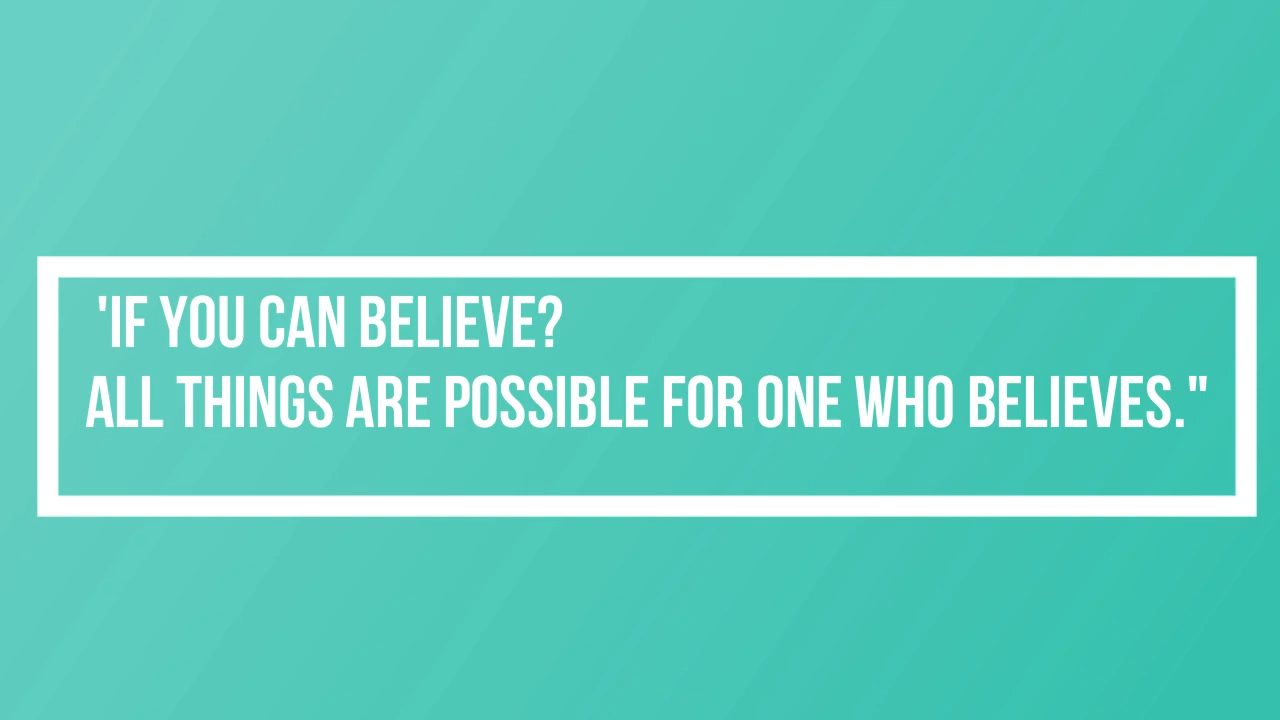 'IF YOU CAN BELIEVE?
ALL THINGS ARE POSSIBLE FOR ONE WHO BELIEVES."